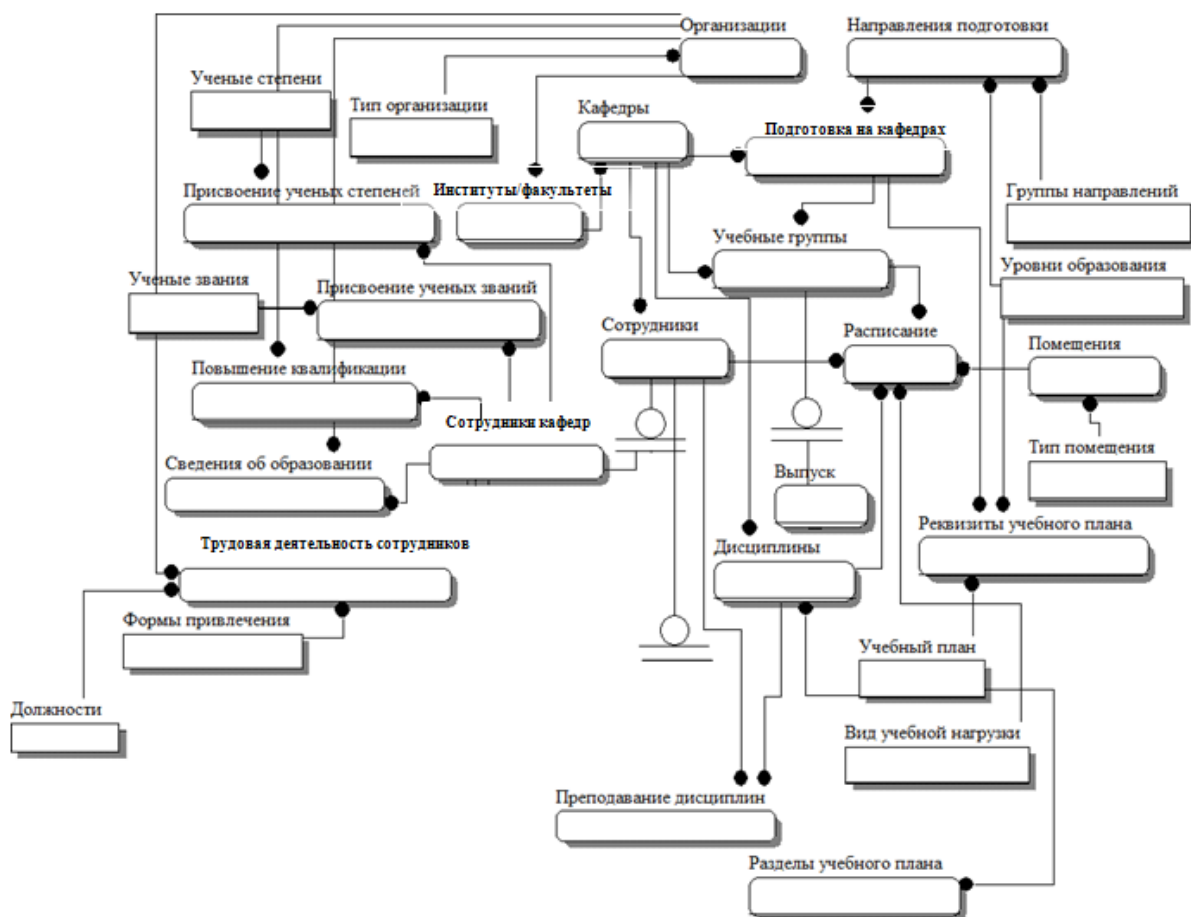 Организации
Направления подготовки
Ученые степени
Тип организации
Кафедры
Подготовка на кафедрах
Присвоение ученых степеней
Институты/факультеты
Группы направлений
Учебные группы
Ученые звания
Присвоение ученых званий
Уровни образования
Сотрудники
Расписание
Помещения
Повышение квалификации
Сотрудники кафедр
Тип помещения
Сведения об образовании
Выпуск
Реквизиты учебного плана
Трудовая деятельность сотрудников
Дисциплины
Формы привлечения
Учебный план
Должности
Вид учебной нагрузки
Преподавание дисциплин
Разделы учебного плана